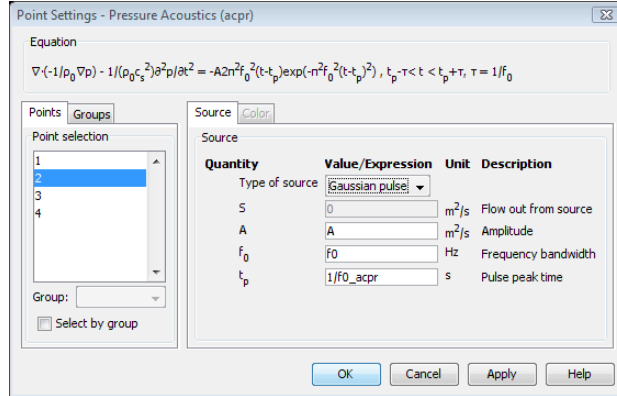 Point Settings - Pressure Acoustics (acpr)
Equation
∇·(-1/ρ₀ ∇p) - 1/(ρ₀cₛ²)∂²p/∂t² = -A2π²f₀²(t-tₚ)exp(-π²f₀²(t-tₚ)²) , tₚ-τ< t < tₚ+τ, τ = 1/f₀
Points Groups
Point selection
1
2
3
4
Group:
Select by group
Source Color
Source
Quantity Value/Expression Unit Description
Type of source Gaussian pulse
S 0 m²/s Flow out from source
A A m²/s Amplitude
f₀ f0 Hz Frequency bandwidth
tₚ 1/f0_acpr s Pulse peak time
OK Cancel Apply Help